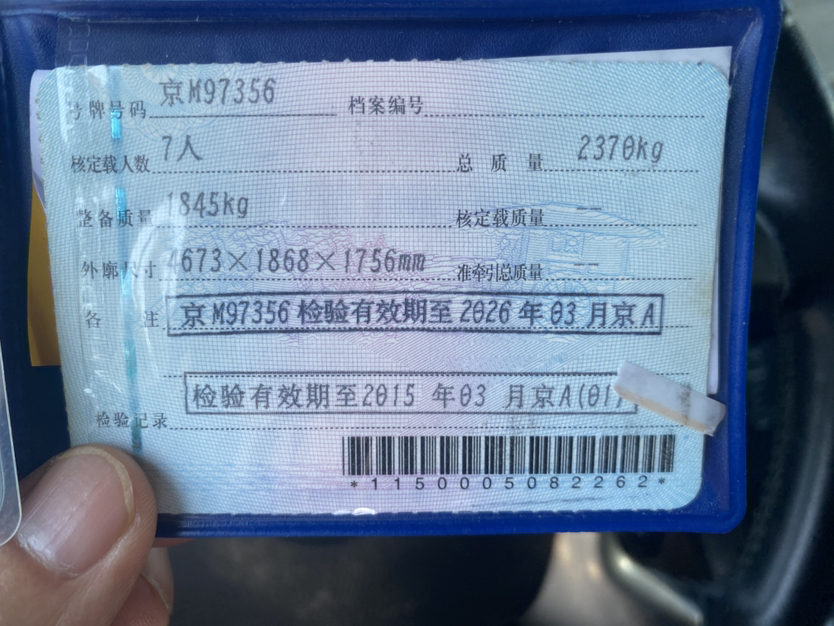 号牌号码 京M97356 档案编号
核定载人数 7人 总质量 2370kg
整备质量 1845kg 核定载质量 --
外廓尺寸 4673×1868×1756mm 准牵引总质量 --
备注 京M97356检验有效期至2026年03月京A
检验有效期至2015年03月京A(01)
检验记录
*1150005082262*